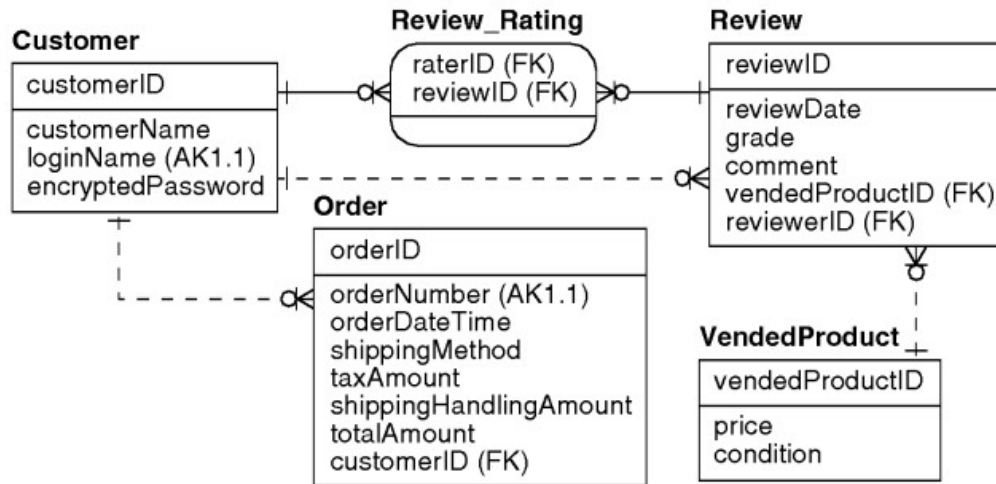 Customer
customerID
customerName
loginName (AK1.1)
encryptedPassword
Review_Rating
raterID (FK)
reviewID (FK)
Review
reviewID
reviewDate
grade
comment
vendedProductID (FK)
reviewerID (FK)
Order
orderID
orderNumber (AK1.1)
orderDateTime
shippingMethod
taxAmount
shippingHandlingAmount
totalAmount
customerID (FK)
VendedProduct
vendedProductID
price
condition